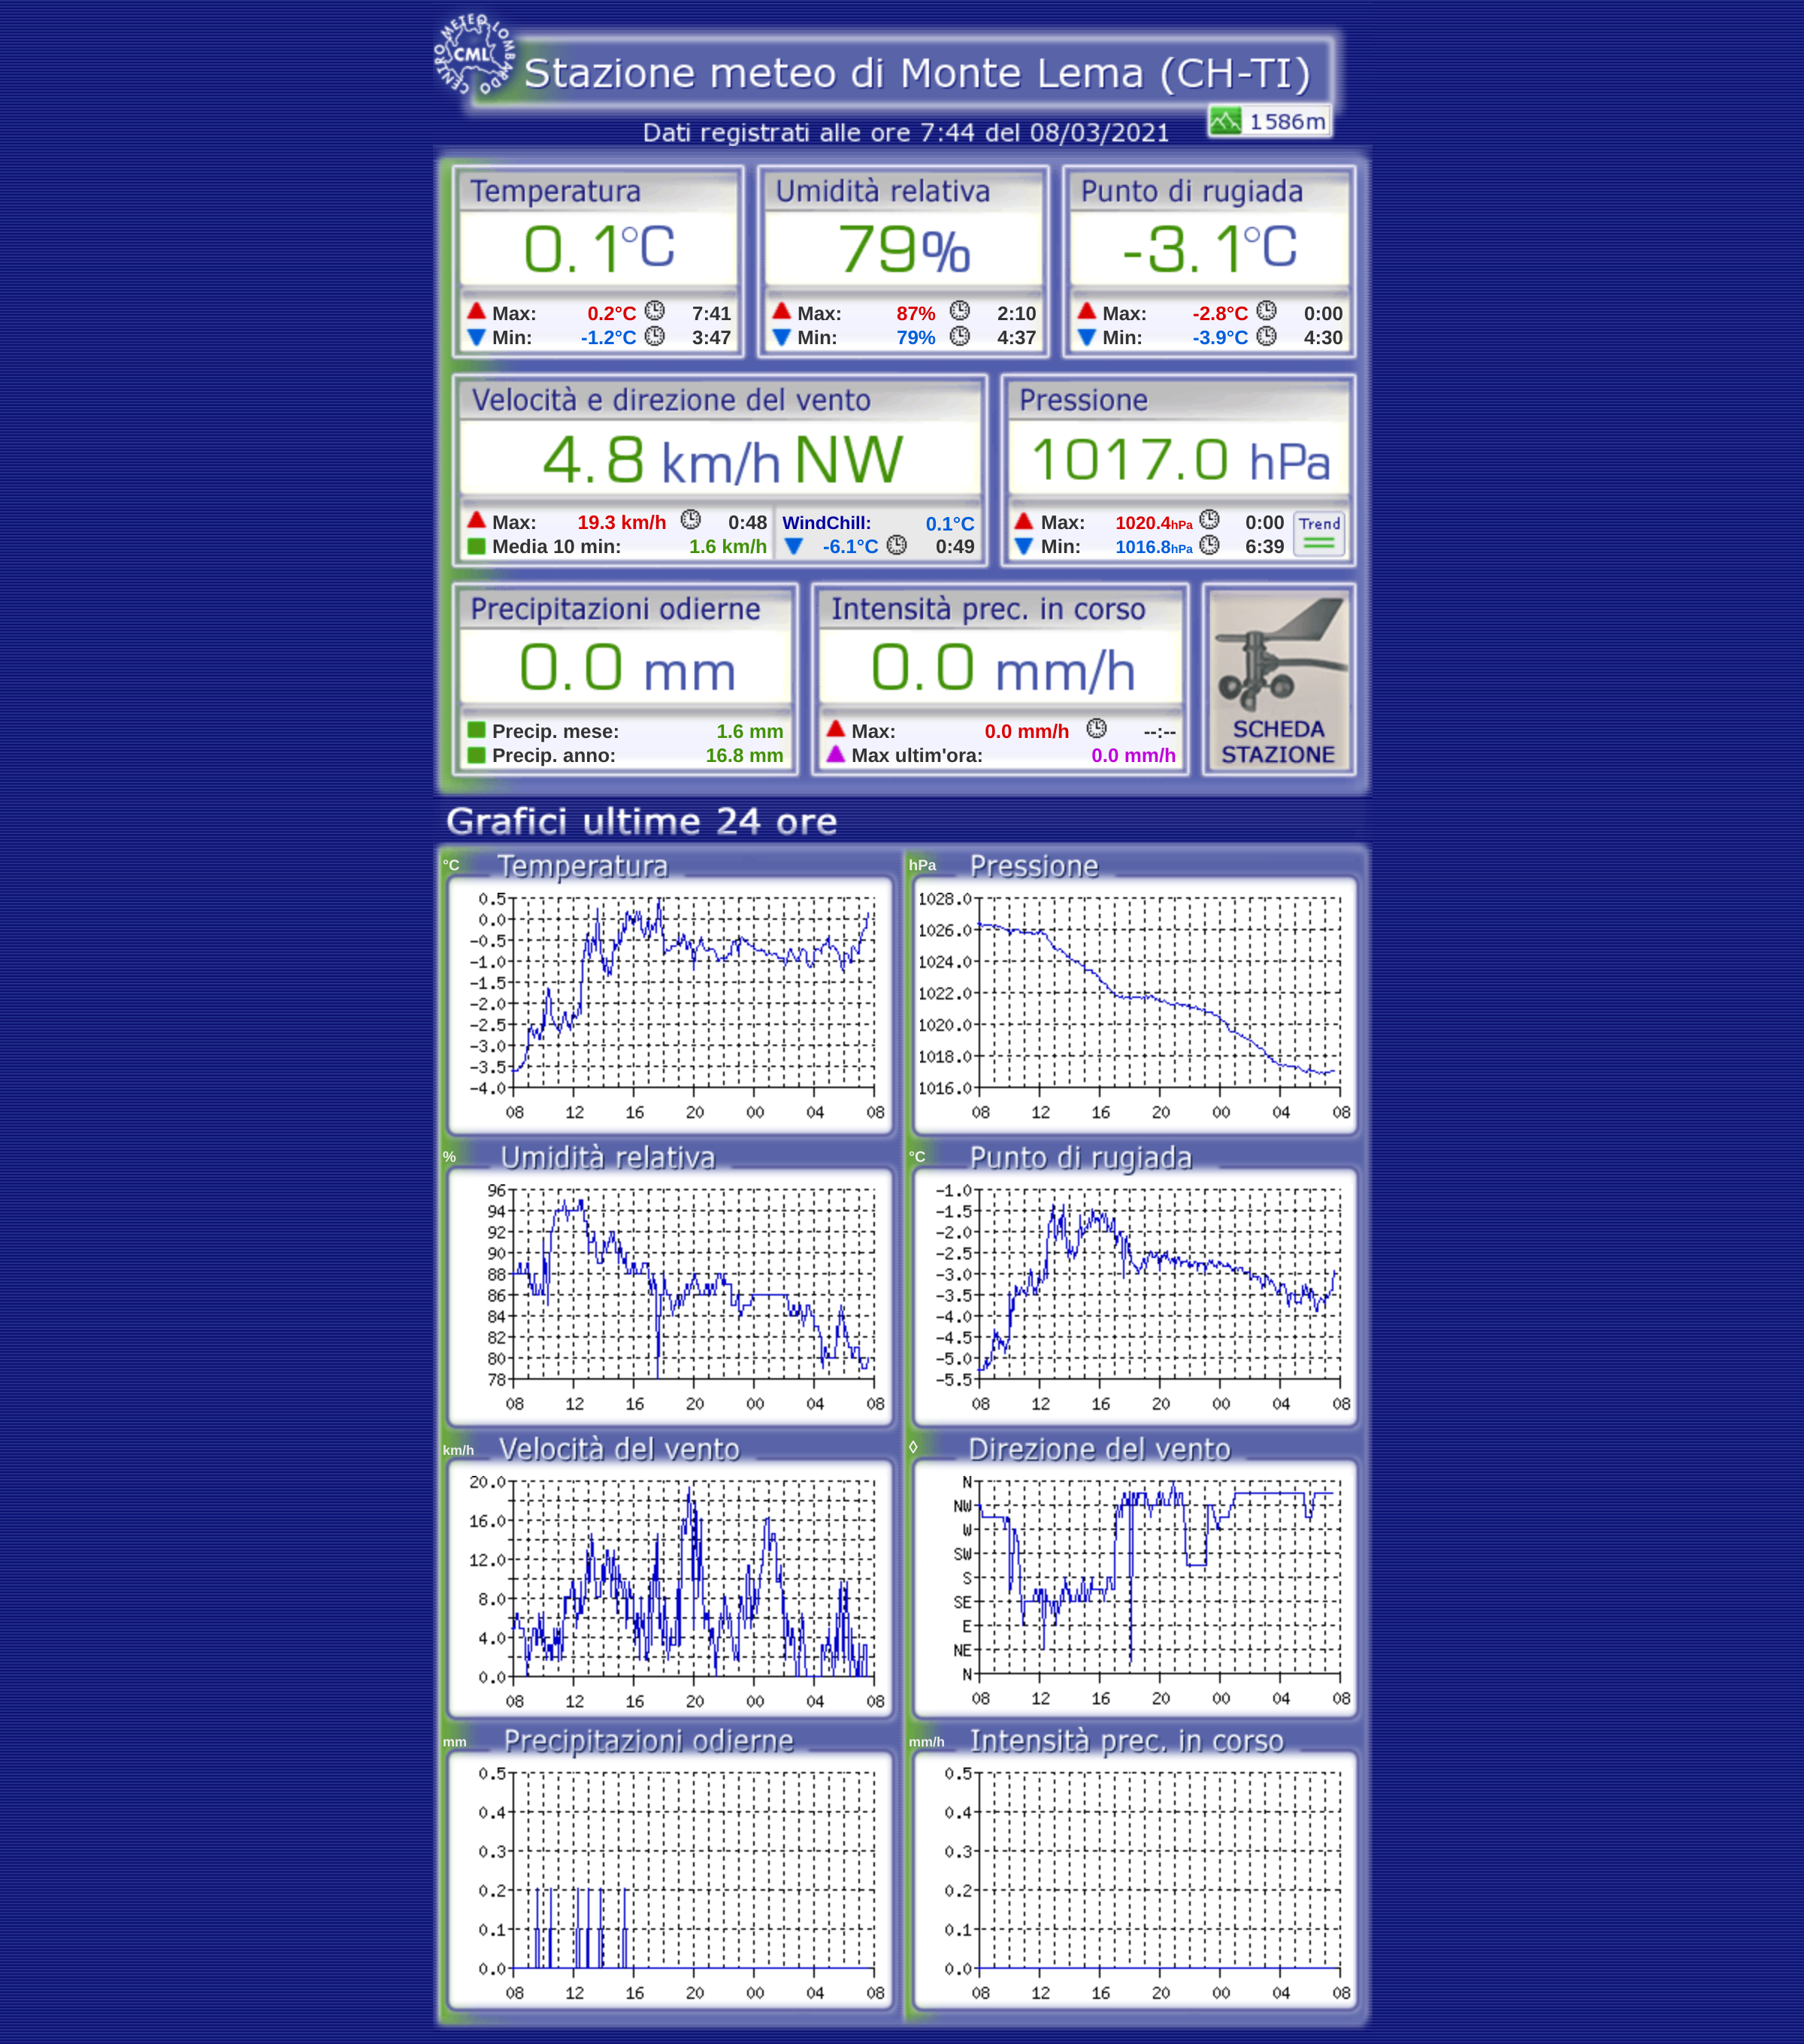 CENTRO METEO LOMBARDO
CML
Stazione meteo di Monte Lema (CH-TI)
1586m
Dati registrati alle ore 7:44 del 08/03/2021
Temperatura
0.1°C
Max: 0.2°C 7:41
Min: -1.2°C 3:47
Umidità relativa
79%
Max: 87% 2:10
Min: 79% 4:37
Punto di rugiada
-3.1°C
Max: -2.8°C 0:00
Min: -3.9°C 4:30
Velocità e direzione del vento
4.8 km/h NW
Max: 19.3 km/h 0:48
Media 10 min: 1.6 km/h
WindChill: 0.1°C
-6.1°C 0:49
Pressione
1017.0 hPa
Max: 1020.4hPa 0:00
Min: 1016.8hPa 6:39
Trend
Precipitazioni odierne
0.0 mm
Precip. mese: 1.6 mm
Precip. anno: 16.8 mm
Intensità prec. in corso
0.0 mm/h
Max: 0.0 mm/h --:--
Max ultim'ora: 0.0 mm/h
SCHEDA
STAZIONE
Grafici ultime 24 ore
°C Temperatura
0.5
0.0
-0.5
-1.0
-1.5
-2.0
-2.5
-3.0
-3.5
-4.0
08 12 16 20 00 04 08
hPa Pressione
1028.0
1026.0
1024.0
1022.0
1020.0
1018.0
1016.0
08 12 16 20 00 04 08
% Umidità relativa
96
94
92
90
88
86
84
82
80
78
08 12 16 20 00 04 08
°C Punto di rugiada
-1.0
-1.5
-2.0
-2.5
-3.0
-3.5
-4.0
-4.5
-5.0
-5.5
08 12 16 20 00 04 08
km/h Velocità del vento
20.0
16.0
12.0
8.0
4.0
0.0
08 12 16 20 00 04 08
◊ Direzione del vento
N
NW
W
SW
S
SE
E
NE
N
08 12 16 20 00 04 08
mm Precipitazioni odierne
0.5
0.4
0.3
0.2
0.1
0.0
08 12 16 20 00 04 08
mm/h Intensità prec. in corso
0.5
0.4
0.3
0.2
0.1
0.0
08 12 16 20 00 04 08